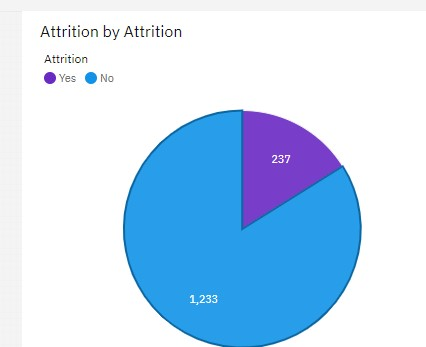 Attrition by Attrition
Attrition
Yes No
237
1,233